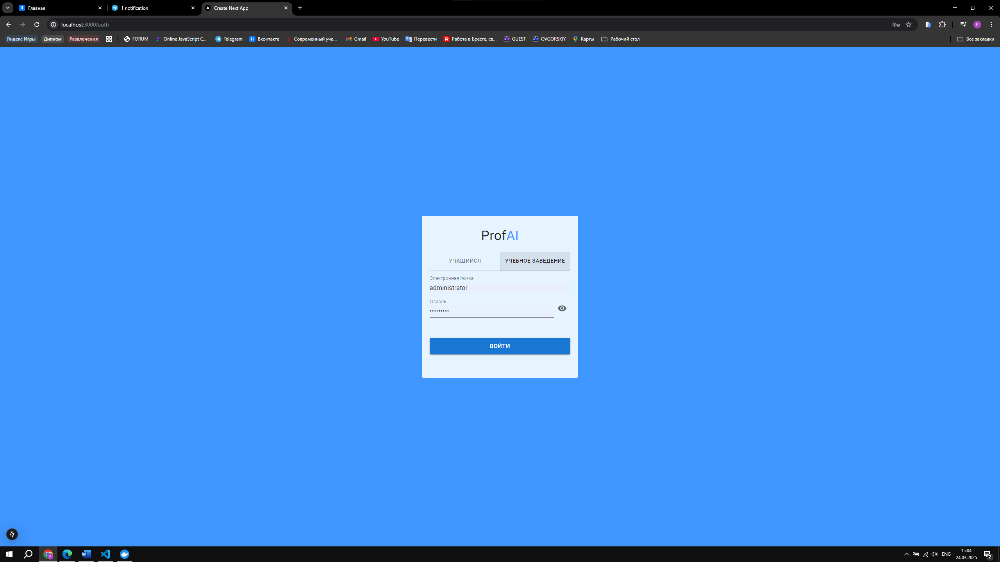 Главная
1 notification
Create Next App
localhost:3000/auth
F
Яндекс Игры Диплом Развлечения FORUM Online JavaScript C... Telegram Вконтакте Современный уче... Gmail YouTube Перевести Работа в Бресте, св... GUEST OVGORSKIY Карты Рабочий стол Все закладки
ProfAI
УЧАЩИЙСЯ УЧЕБНОЕ ЗАВЕДЕНИЕ
Электронная почка
administrator
Пароль
•••••••••
ВОЙТИ
ENG
15:04
24.03.2025
2